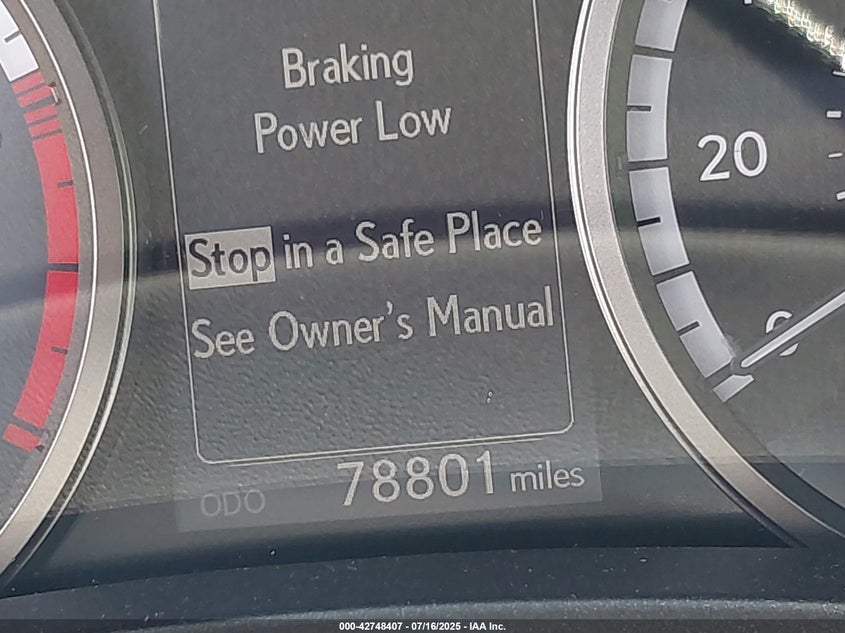 Braking
Power Low
20
Stop in a Safe Place
See Owner's Manual
0
ODO 78801 miles
000-42748407 - 07/16/2025 - IAA Inc.